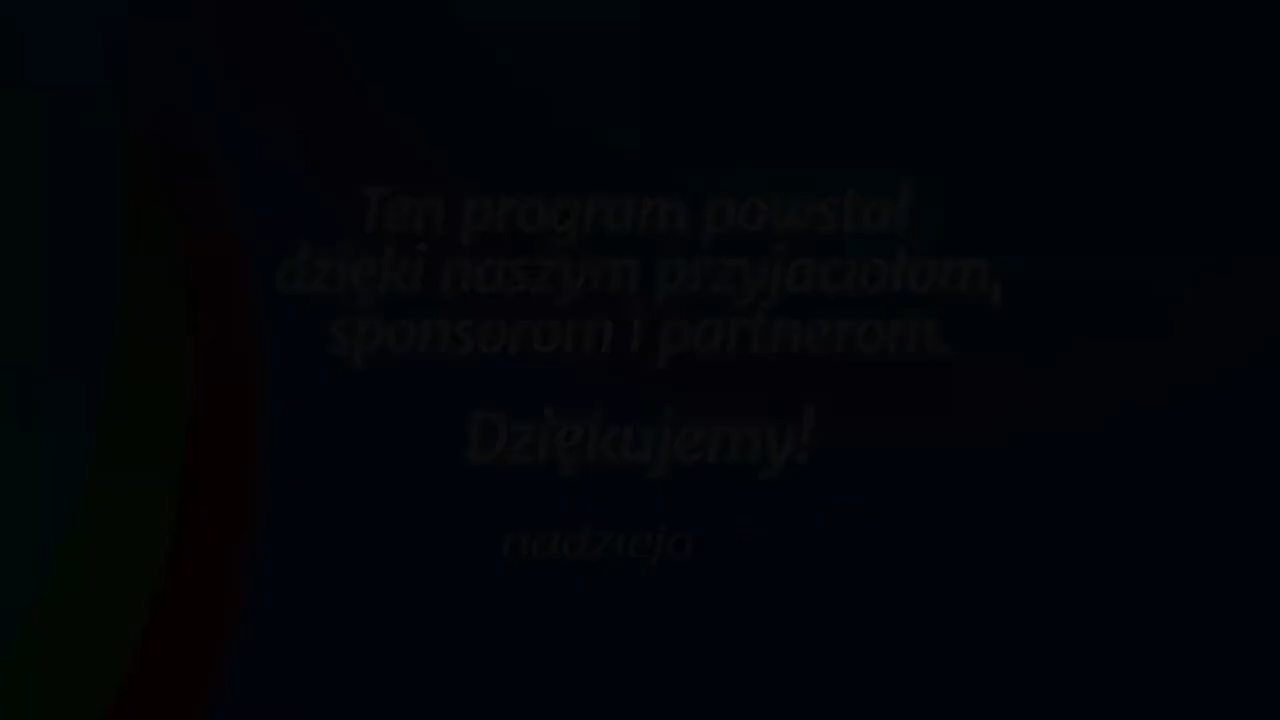 Ten program powstał
dzięki naszym przyjaciołom,
sponsorom i partnerom.
Dziękujemy!
nadzieja